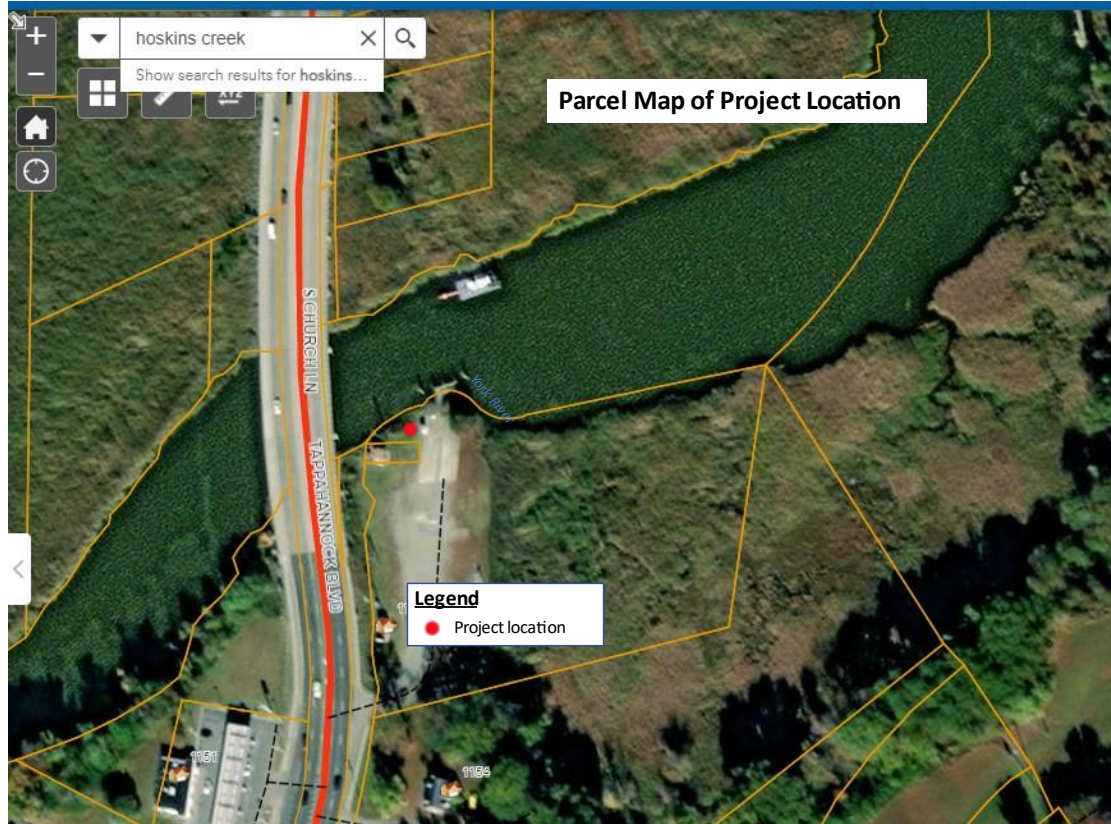 hoskins creek
Show search results for hoskins...
XYZ
Parcel Map of Project Location
S CHURCH LN
York River
TAPPAHANNOCK BLVD
Legend
Project location
1151
1154